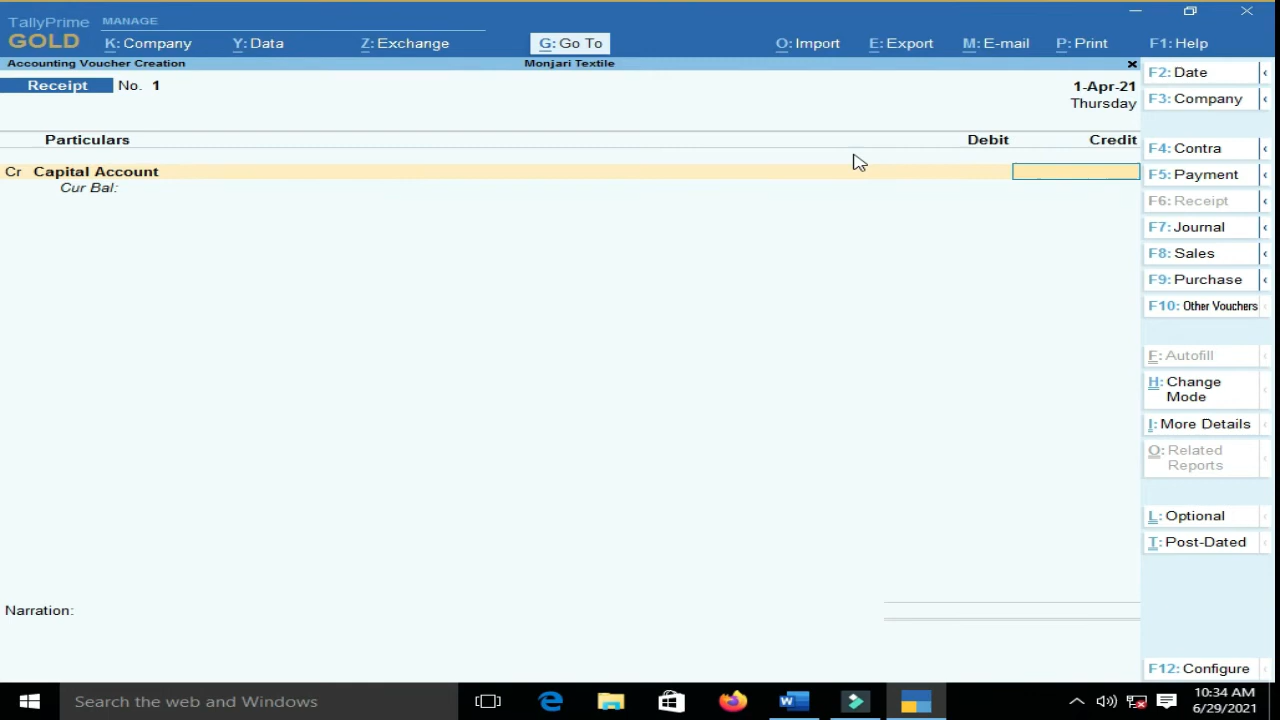 TallyPrime MANAGE
GOLD K: Company Y: Data Z: Exchange G: Go To O: Import E: Export M: E-mail P: Print F1: Help
Accounting Voucher Creation Monjari Textile ×
Receipt No. 1 1-Apr-21
Thursday
Particulars Debit Credit
Cr Capital Account
Cur Bal:
Narration:
F2: Date
F3: Company
F4: Contra
F5: Payment
F6: Receipt
F7: Journal
F8: Sales
F9: Purchase
F10: Other Vouchers
F: Autofill
H: Change
Mode
I: More Details
O: Related
Reports
L: Optional
T: Post-Dated
F12: Configure
Search the web and Windows
10:34 AM
6/29/2021